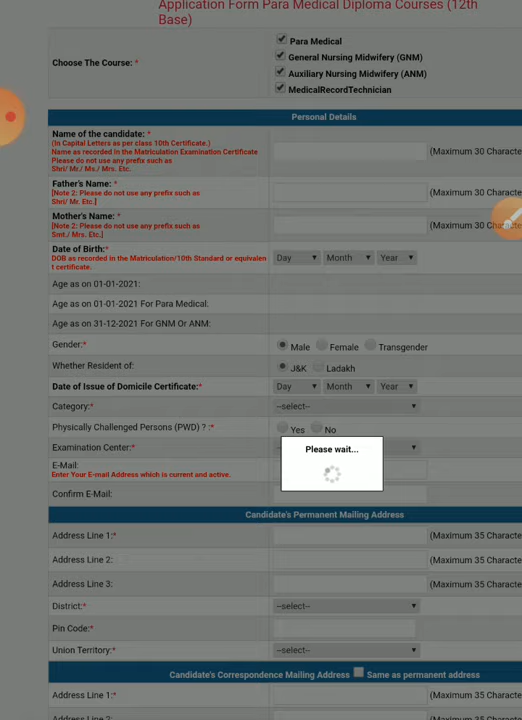 Application Form Para Medical Diploma Courses (12th
Base)
Choose The Course: *
Para Medical
General Nursing Midwifery (GNM)
Auxiliary Nursing Midwifery (ANM)
MedicalRecordTechnician
Personal Details
Name of the candidate: *
(In Capital Letters as per class 10th Certificate.)
Name as recorded in the Matriculation Examination Certificate
Please do not use any prefix such as
Shri/ Mr./ Ms./ Mrs. Etc.
(Maximum 30 Characte
Father's Name: *
[Note 2: Please do not use any prefix such as
Shri/ Mr. Etc.]
(Maximum 30 Characte
Mother's Name: *
[Note 2: Please do not use any prefix such as
Smt./ Mrs. Etc.]
(Maximum 30 Characte
Date of Birth:*
DOB as recorded in the Matriculation/10th Standard or equivalen
t certificate.
Day Month Year
Age as on 01-01-2021:
Age as on 01-01-2021 For Para Medical:
Age as on 31-12-2021 For GNM Or ANM:
Gender:* Male Female Transgender
Whether Resident of: J&K Ladakh
Date of Issue of Domicile Certificate:* Day Month Year
Category:* --select--
Physically Challenged Persons (PWD) ? :* Yes No
Examination Center:*
Please wait...
E-Mail:
Enter Your E-mail Address which is current and active.
Confirm E-Mail:
Candidate's Permanent Mailing Address
Address Line 1:* (Maximum 35 Characte
Address Line 2: (Maximum 35 Characte
Address Line 3: (Maximum 35 Characte
District:* --select--
Pin Code:*
Union Territory:* --select--
Candidate's Correspondence Mailing Address Same as permanent address
Address Line 1:* (Maximum 35 Characte
Address Line 2: (Maximum 35 Characte